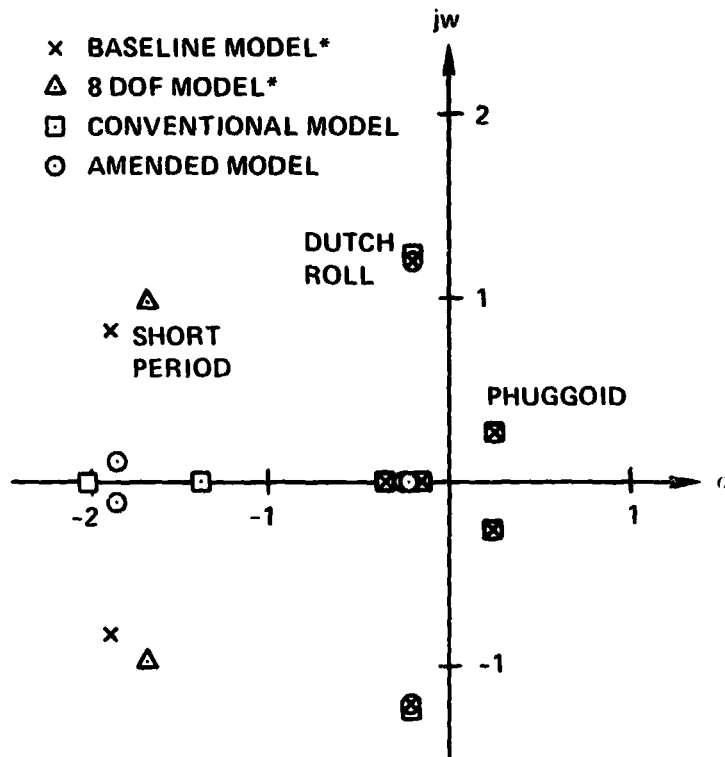 jw
× BASELINE MODEL*
△ 8 DOF MODEL*
□ CONVENTIONAL MODEL
⊙ AMENDED MODEL
2
DUTCH
ROLL
1
SHORT
PERIOD
PHUGGOID
-2
-1
1
-1